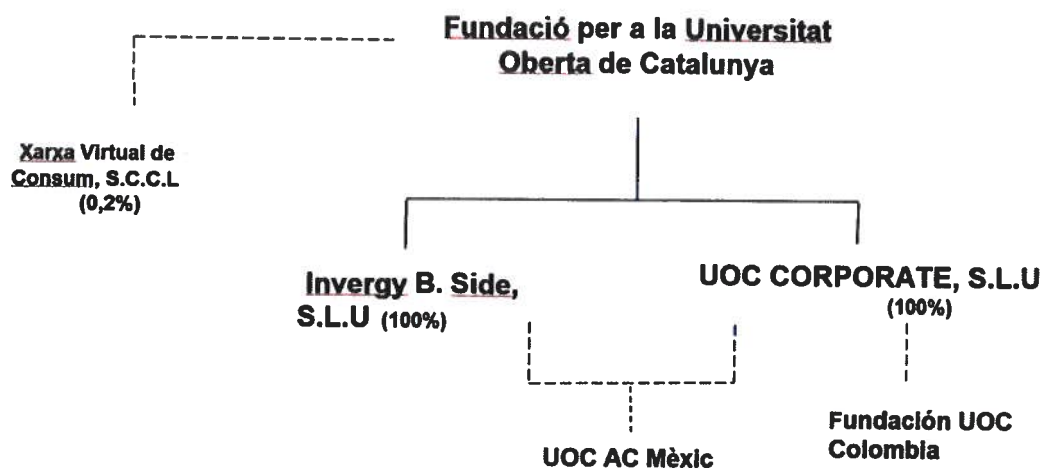 Fundació per a la Universitat
Oberta de Catalunya
Xarxa Virtual de
Consum, S.C.C.L
(0,2%)
Invergy B. Side,
S.L.U (100%)
UOC CORPORATE, S.L.U
(100%)
UOC AC Mèxic
Fundación UOC
Colombia